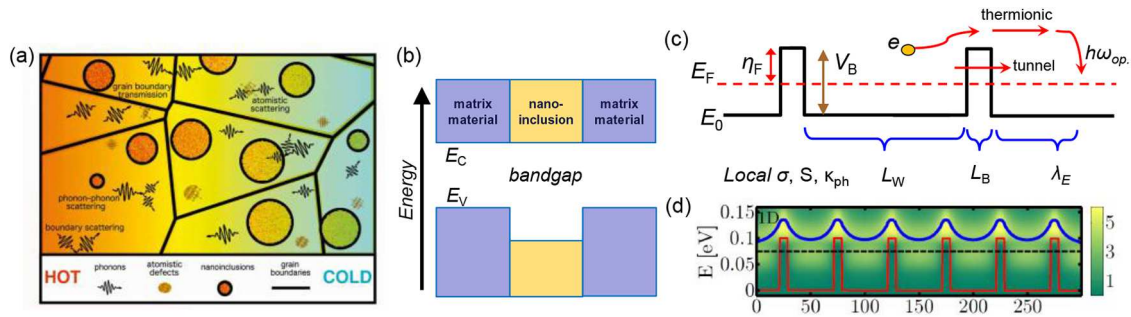 (a)
grain boundary
transmission
atomistic
scattering
phonon-phonon
scattering
boundary scattering
HOT
phonons
atomistic
defects
nanoinclusions
grain
boundaries
COLD
(b)
Energy
matrix
material
nano-
inclusion
matrix
material
E_C
bandgap
E_V
(c)
thermionic
e
η_F
V_B
hω_op.
E_F
tunnel
E_0
Local σ, S, κ_ph
L_W
L_B
λ_E
(d)
1D
E [eV]
0.15
0.1
0.05
0
0 50 100 150 200 250
5
3
1